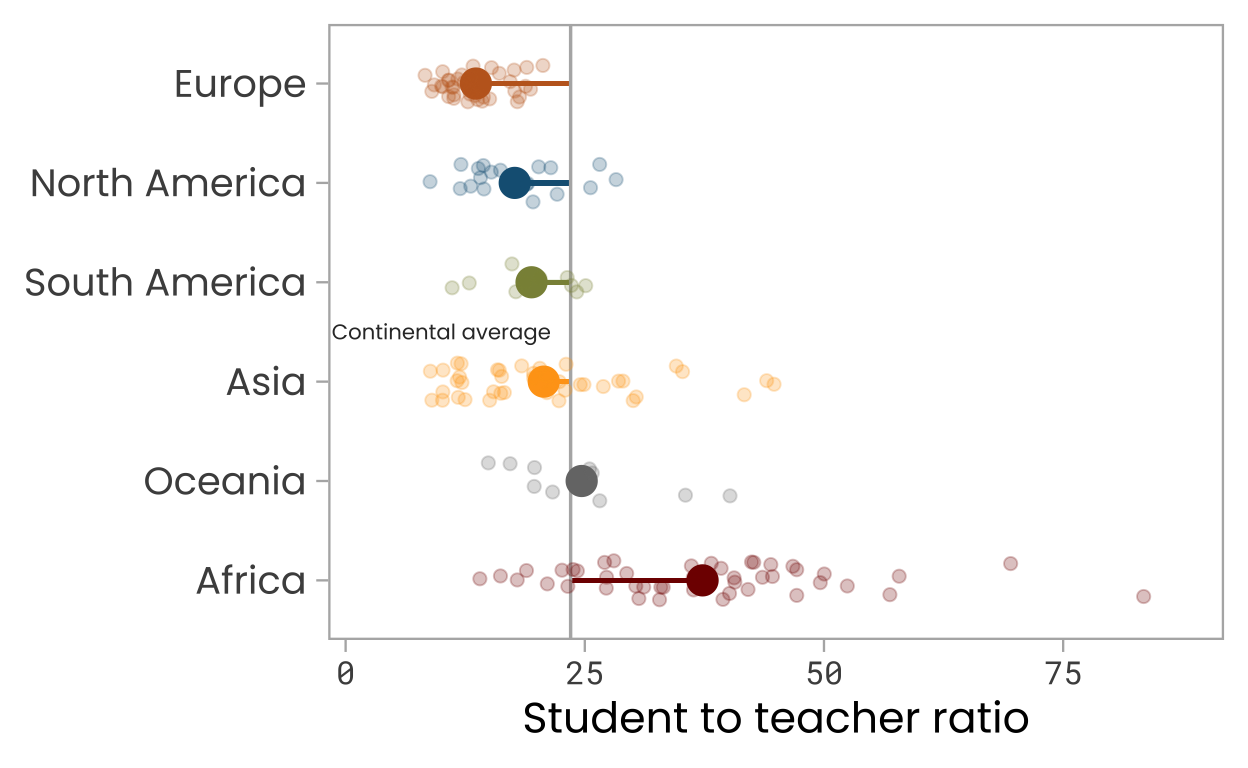 Europe
North America
South America
Continental average
Asia
Oceania
Africa
0 25 50 75
Student to teacher ratio